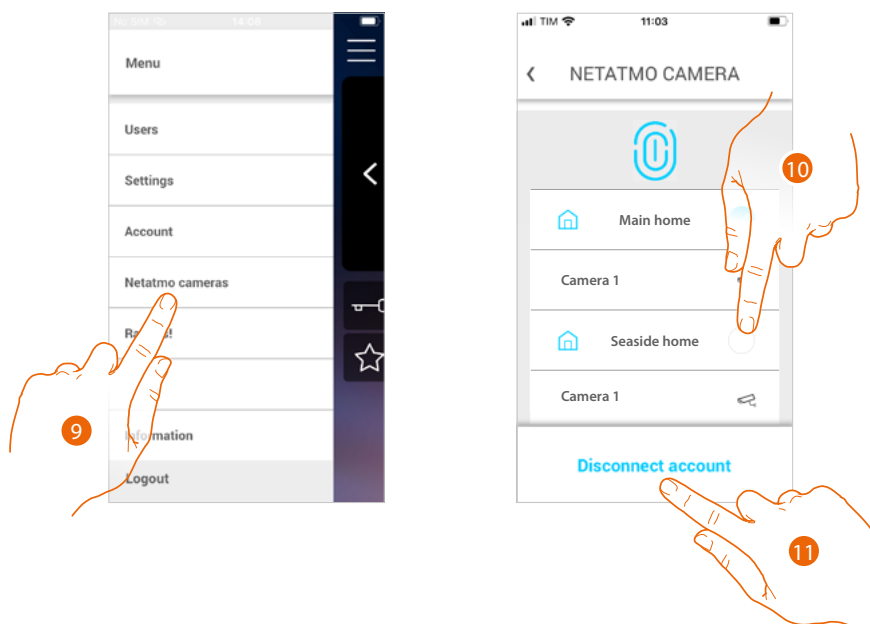 14:08
Menu
Users
Settings
Account
Netatmo cameras
Information
Logout
9
TIM 11:03
NETATMO CAMERA
Main home
Camera 1
Seaside home
Camera 1
Disconnect account
10
11